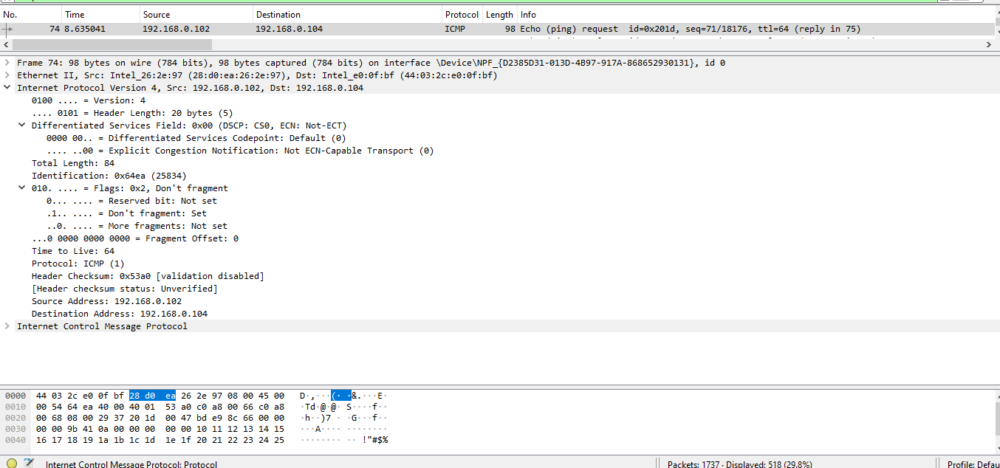 No. Time Source Destination Protocol Length Info
74 8.635041 192.168.0.102 192.168.0.104 ICMP 98 Echo (ping) request id=0x201d, seq=71/18176, ttl=64 (reply in 75)
Frame 74: 98 bytes on wire (784 bits), 98 bytes captured (784 bits) on interface \Device\NPF_{D2385D31-013D-4B97-917A-868652930131}, id 0
Ethernet II, Src: Intel_26:2e:97 (28:d0:ea:26:2e:97), Dst: Intel_e0:0f:bf (44:03:2c:e0:0f:bf)
Internet Protocol Version 4, Src: 192.168.0.102, Dst: 192.168.0.104
0100 .... = Version: 4
.... 0101 = Header Length: 20 bytes (5)
Differentiated Services Field: 0x00 (DSCP: CS0, ECN: Not-ECT)
0000 00.. = Differentiated Services Codepoint: Default (0)
.... ..00 = Explicit Congestion Notification: Not ECN-Capable Transport (0)
Total Length: 84
Identification: 0x64ea (25834)
010. .... = Flags: 0x2, Don't fragment
0... .... = Reserved bit: Not set
.1.. .... = Don't fragment: Set
..0. .... = More fragments: Not set
...0 0000 0000 0000 = Fragment Offset: 0
Time to Live: 64
Protocol: ICMP (1)
Header Checksum: 0x53a0 [validation disabled]
[Header checksum status: Unverified]
Source Address: 192.168.0.102
Destination Address: 192.168.0.104
Internet Control Message Protocol
0000 44 03 2c e0 0f bf 28 d0 ea 26 2e 97 08 00 45 00 D·,···(· ·&.···E·
0010 00 54 64 ea 40 00 40 01 53 a0 c0 a8 00 66 c0 a8 ·Td·@·@· S····f··
0020 00 68 08 00 29 37 20 1d 00 47 bd e9 8c 66 00 00 ·h··)7 · ·G···f··
0030 00 00 9b 41 0a 00 00 00 00 00 10 11 12 13 14 15 ···A···· ········
0040 16 17 18 19 1a 1b 1c 1d 1e 1f 20 21 22 23 24 25 ········ ·· !"#$%
Internet Control Message Protocol: Protocol Packets: 1737 · Displayed: 518 (29.8%) Profile: Defau